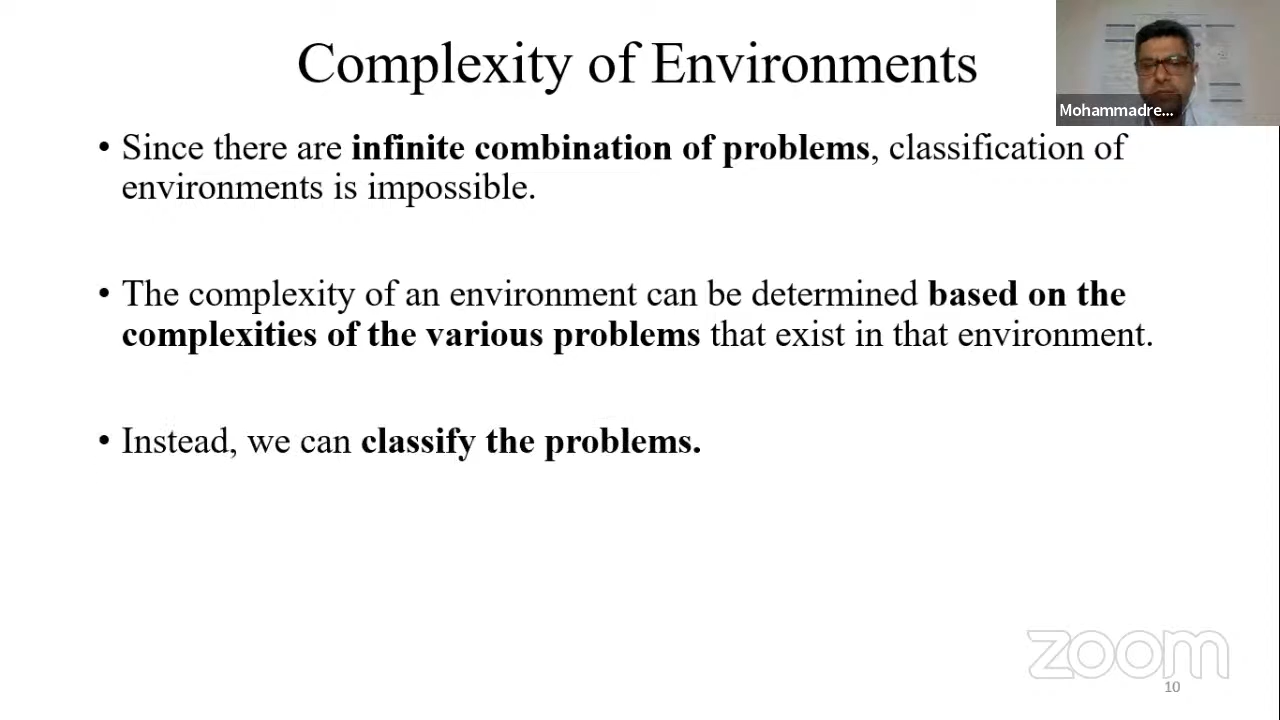 Complexity of Environments
Mohammadre...
• Since there are infinite combination of problems, classification of
environments is impossible.
• The complexity of an environment can be determined based on the
complexities of the various problems that exist in that environment.
• Instead, we can classify the problems.
zoom
10